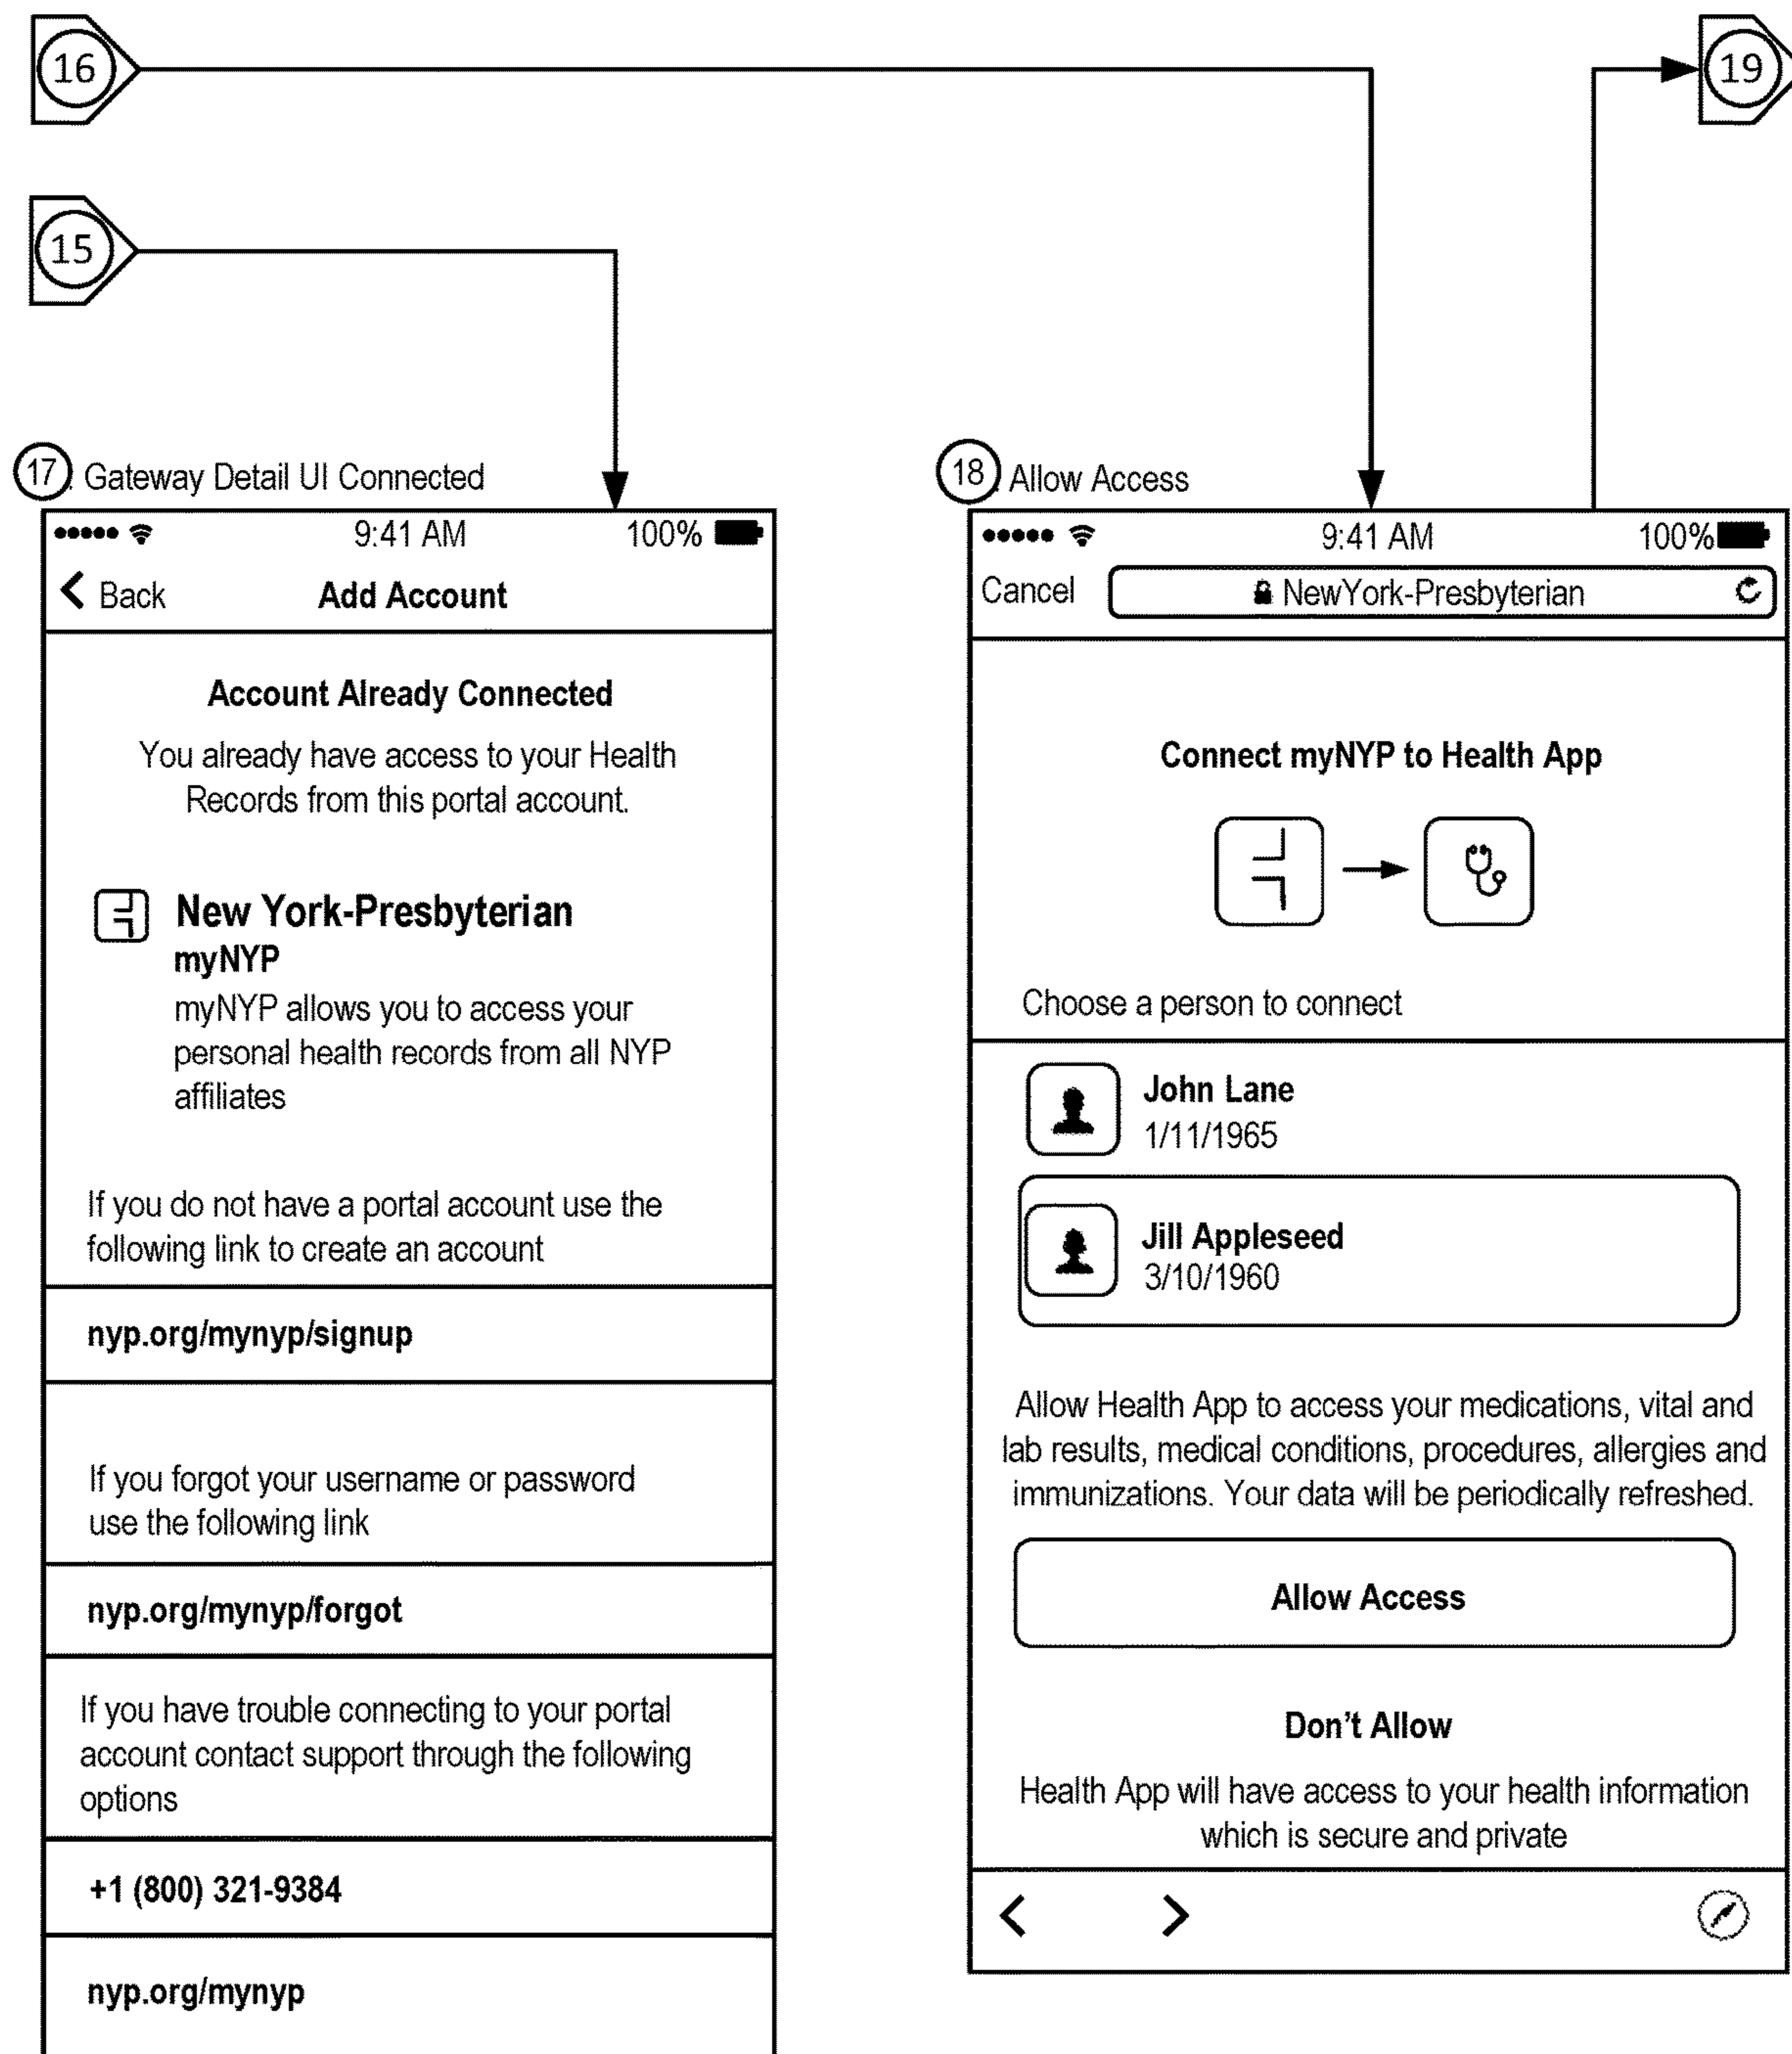 16
19
15
17 Gateway Detail UI Connected
9:41 AM 100%
Back Add Account
Account Already Connected
You already have access to your Health
Records from this portal account.
New York-Presbyterian
myNYP
myNYP allows you to access your
personal health records from all NYP
affiliates
If you do not have a portal account use the
following link to create an account
nyp.org/mynyp/signup
If you forgot your username or password
use the following link
nyp.org/mynyp/forgot
If you have trouble connecting to your portal
account contact support through the following
options
+1 (800) 321-9384
nyp.org/mynyp
18 Allow Access
9:41 AM 100%
Cancel NewYork-Presbyterian
Connect myNYP to Health App
Choose a person to connect
John Lane
1/11/1965
Jill Appleseed
3/10/1960
Allow Health App to access your medications, vital and
lab results, medical conditions, procedures, allergies and
immunizations. Your data will be periodically refreshed.
Allow Access
Don't Allow
Health App will have access to your health information
which is secure and private